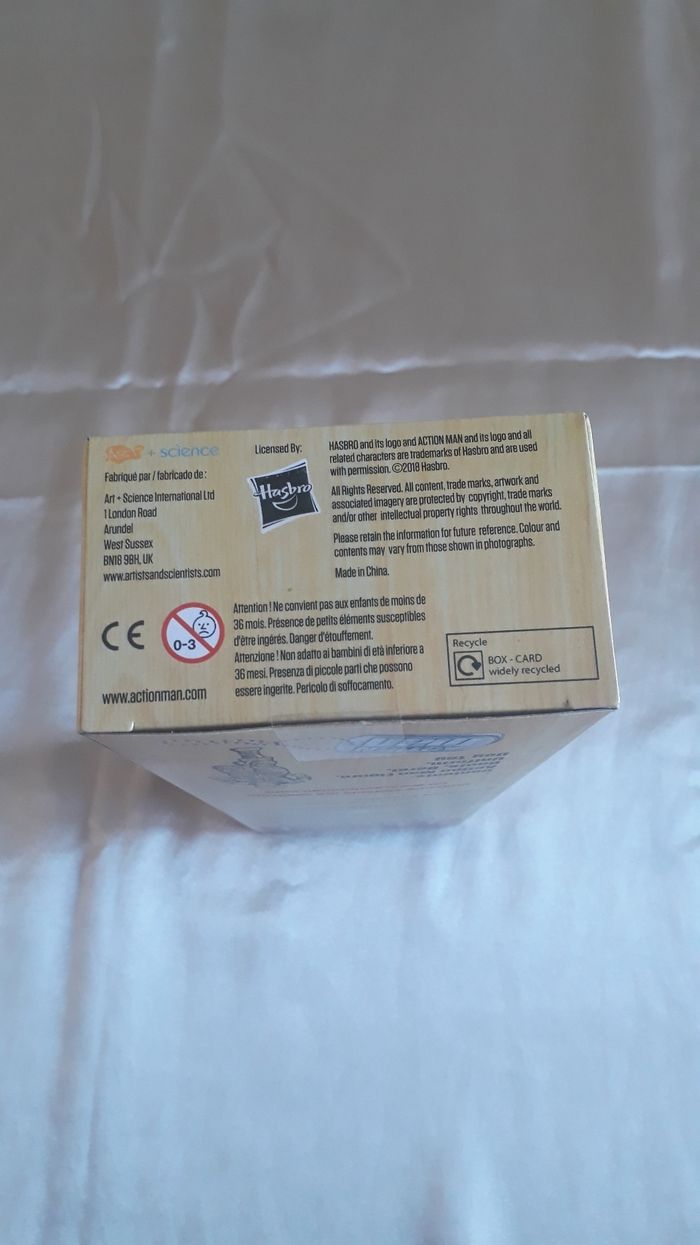 Art + science
Fabriqué par / fabricado de :
Art + Science International Ltd
1 London Road
Arundel
West Sussex
BN18 9BH, UK
www.artistsandscientists.com
Licensed By:
Hasbro
HASBRO and its logo and ACTION MAN and its logo and all
related characters are trademarks of Hasbro and are used
with permission. ©2018 Hasbro.
All Rights Reserved. All content, trade marks, artwork and
associated imagery are protected by copyright, trade marks
and/or other intellectual property rights throughout the world.
Please retain the information for future reference. Colour and
contents may vary from those shown in photographs.
Made in China.
CE
0-3
www.actionman.com
Attention ! Ne convient pas aux enfants de moins de
36 mois. Présence de petits éléments susceptibles
d'être ingérés. Danger d'étouffement.
Attenzione ! Non adatto ai bambini di età inferiore a
36 mesi. Presenza di piccole parti che possono
essere ingerite. Pericolo di soffocamento.
Recycle
BOX - CARD
widely recycled